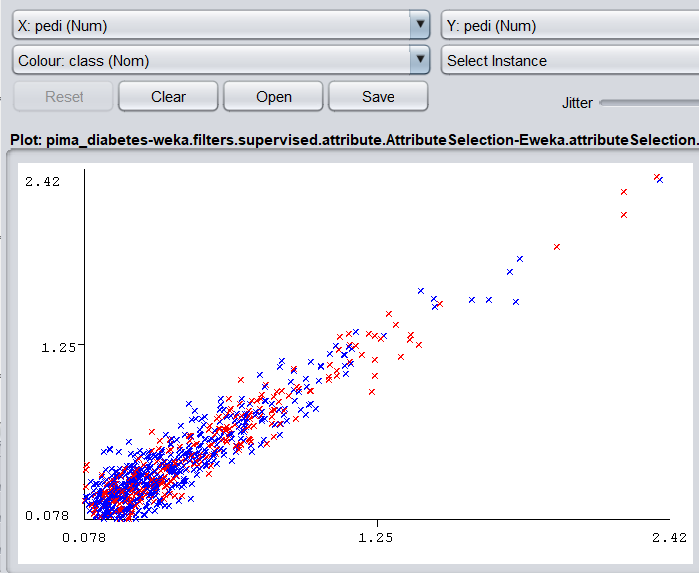 X: pedi (Num) Y: pedi (Num)
Colour: class (Nom) Select Instance
Reset Clear Open Save Jitter
Plot: pima_diabetes-weka.filters.supervised.attribute.AttributeSelection-Eweka.attributeSelection.
2.42
1.25
0.078
0.078 1.25 2.42